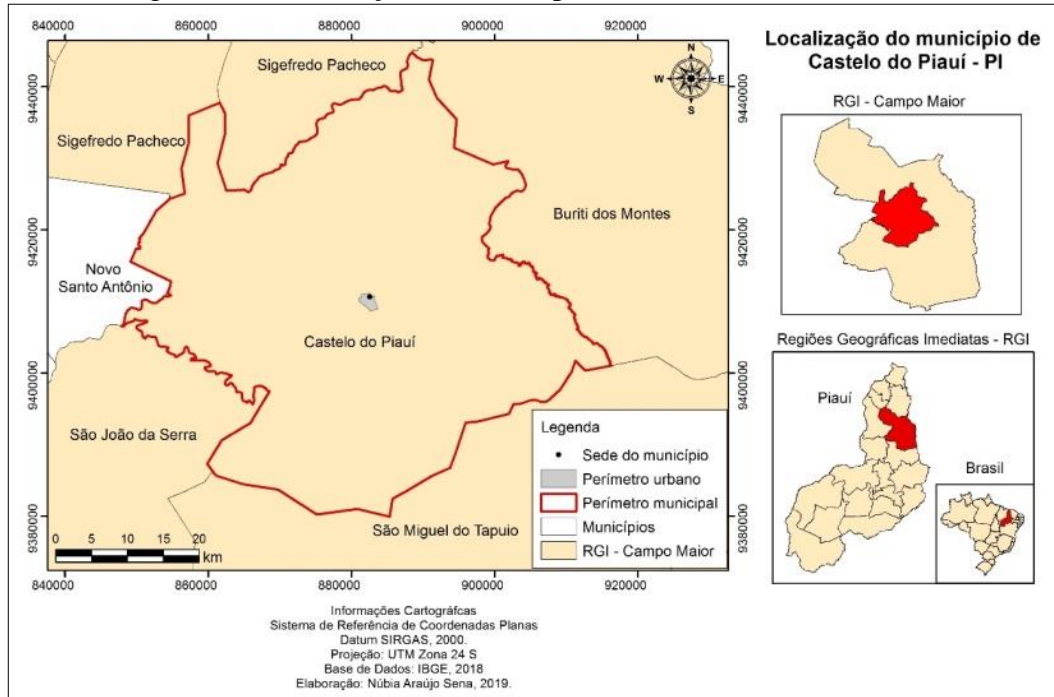 840000
860000
880000
900000
920000
Localização do município de
Castelo do Piauí - PI
N
W
E
S
Sigefredo Pacheco
9440000
9440000
RGI - Campo Maior
Sigefredo Pacheco
Buriti dos Montes
9420000
9420000
Novo
Santo Antônio
Castelo do Piauí
Regiões Geográficas Imediatas - RGI
9400000
9400000
Piauí
São João da Serra
Legenda
Sede do município
Perímetro urbano
Perímetro municipal
Municípios
RGI - Campo Maior
Brasil
São Miguel do Tapuio
9380000
9380000
0 5 10 15 20
km
840000
860000
880000
900000
920000
Informações Cartográfcas
Sistema de Referência de Coordenadas Planas
Datum SIRGAS, 2000.
Projeção: UTM Zona 24 S
Base de Dados: IBGE, 2018
Elaboração: Núbia Araújo Sena, 2019.